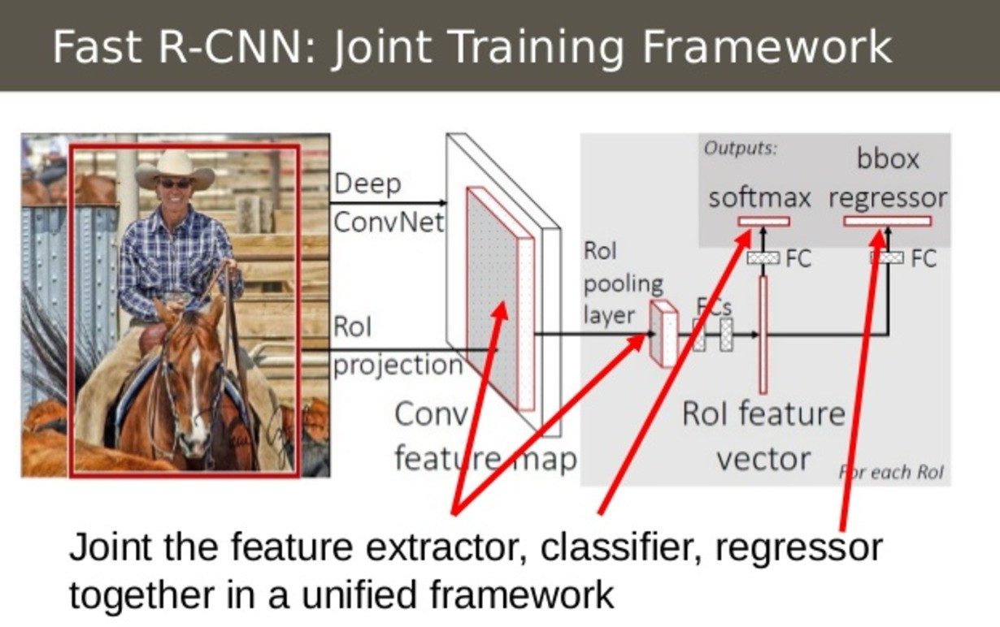 Fast R-CNN: Joint Training Framework
Deep
ConvNet
RoI
projection
Conv
feature map
RoI
pooling
layer
FCs
Outputs:
softmax
bbox
regressor
FC
FC
RoI feature
vector
For each RoI
Joint the feature extractor, classifier, regressor
together in a unified framework